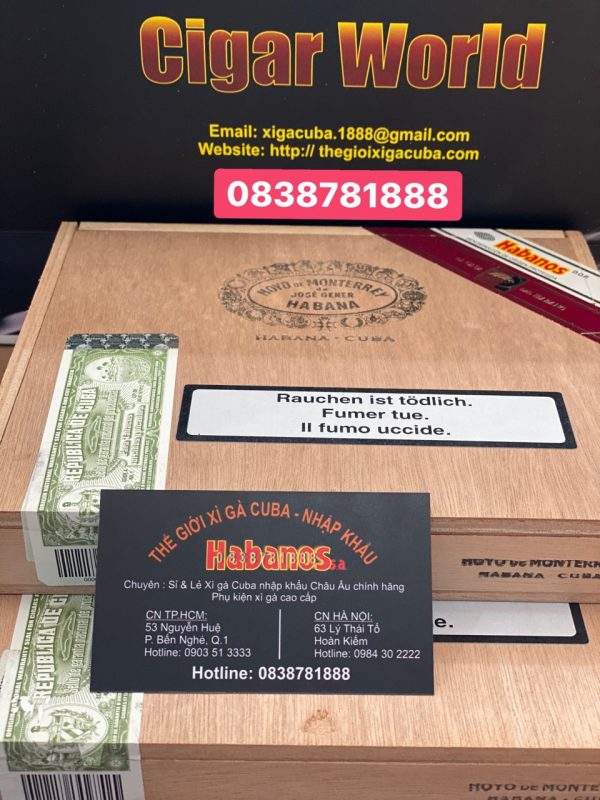 Cigar World
Email: xigacuba.1888@gmail.com
Website: http:// thegioixigacuba.com
0838781888
Habanos
HOYO DE MONTERREY
de
JOSÉ GENER
HABANA
HABANA - CUBA
REPUBLICA DE CUBA
Rauchen ist tödlich.
Fumer tue.
Il fumo uccide.
THẾ GIỚI XÌ GÀ CUBA - NHẬP KHẨU
Habanos
Chuyên : Sỉ & Lẻ Xì gà Cuba nhập khẩu Châu Âu chính hãng
Phụ kiện xì gà cao cấp
CN TP.HCM:
53 Nguyễn Huệ
P. Bến Nghé, Q.1
Hotline: 0903 51 3333
CN HÀ NỘI:
63 Lý Thái Tổ
Hoàn Kiếm
Hotline: 0984 30 2222
Hotline: 0838781888
HOYO DE MONTERREY
HABANA CUBA
e.
REPUBLICA DE
HOYO DE MONTE